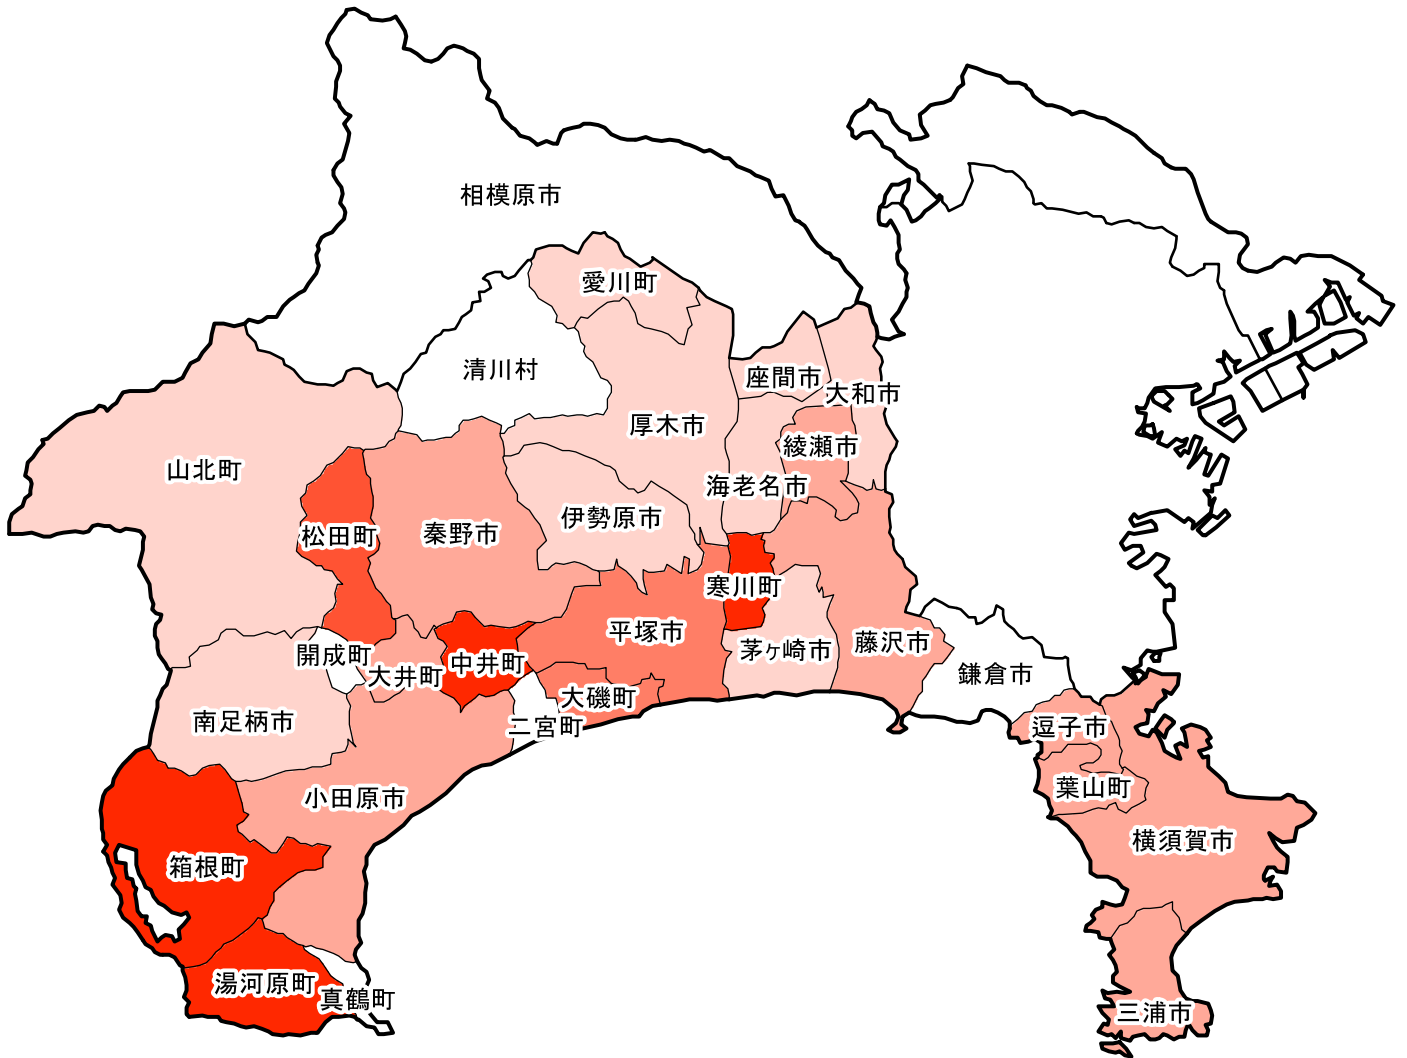 相模原市
愛川町
清川村
座間市
大和市
厚木市
綾瀬市
山北町
海老名市
伊勢原市
松田町
秦野市
寒川町
平塚市
藤沢市
茅ヶ崎市
開成町
中井町
大井町
鎌倉市
大磯町
南足柄市
二宮町
逗子市
葉山町
小田原市
横須賀市
箱根町
湯河原町
真鶴町
三浦市